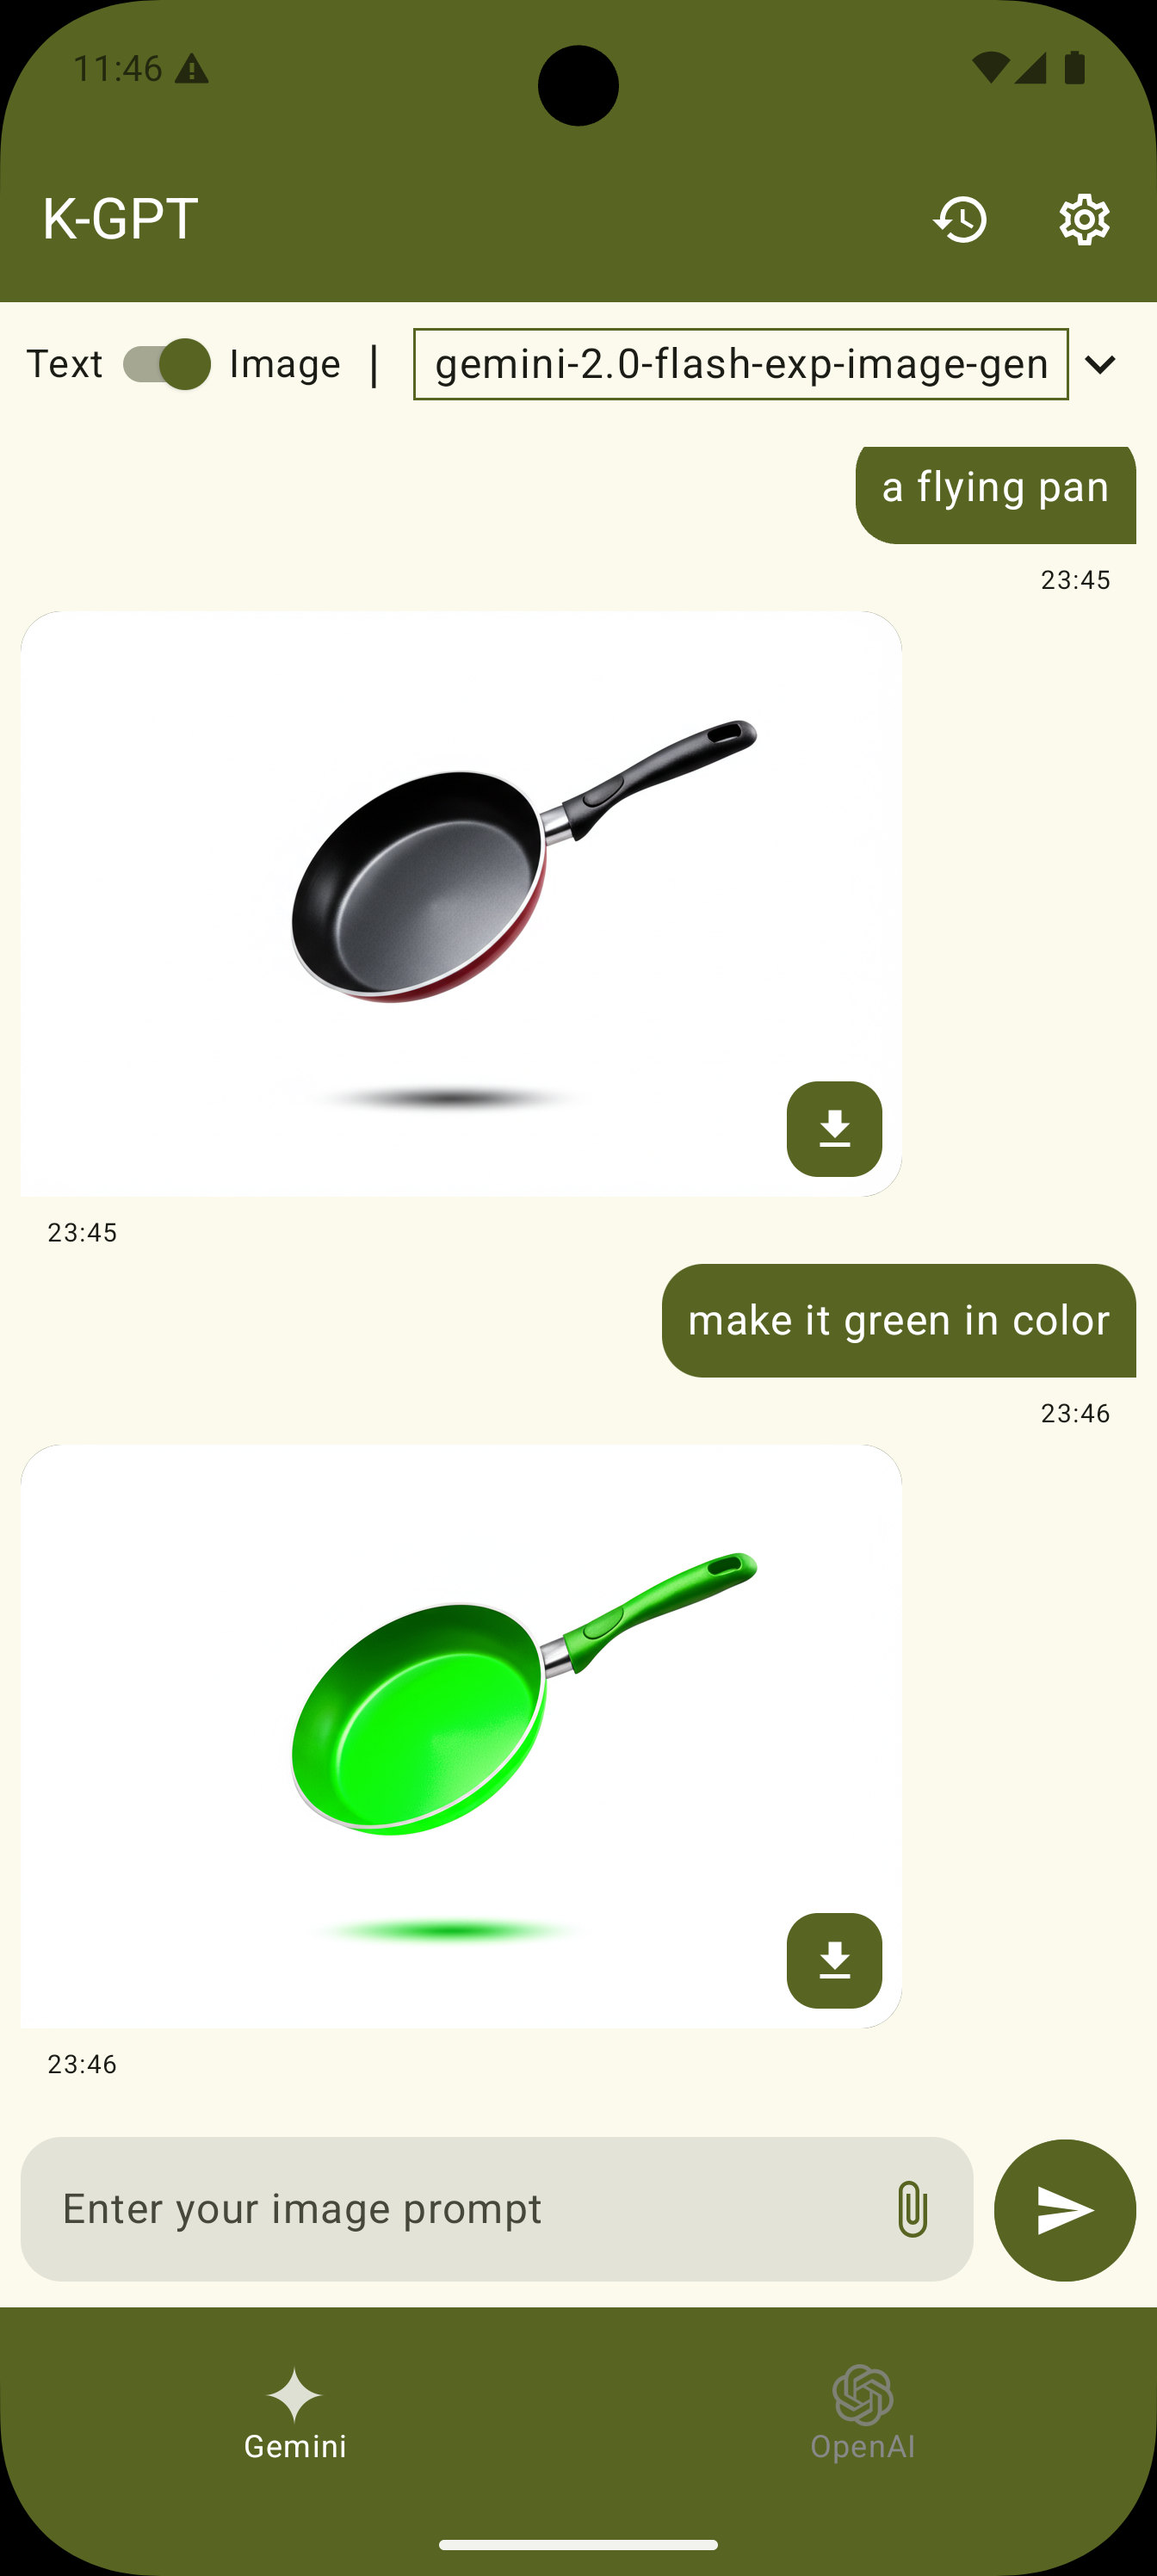 11:46
K-GPT
Text Image | gemini-2.0-flash-exp-image-gen
a flying pan
23:45
23:45
make it green in color
23:46
23:46
Enter your image prompt
Gemini OpenAI